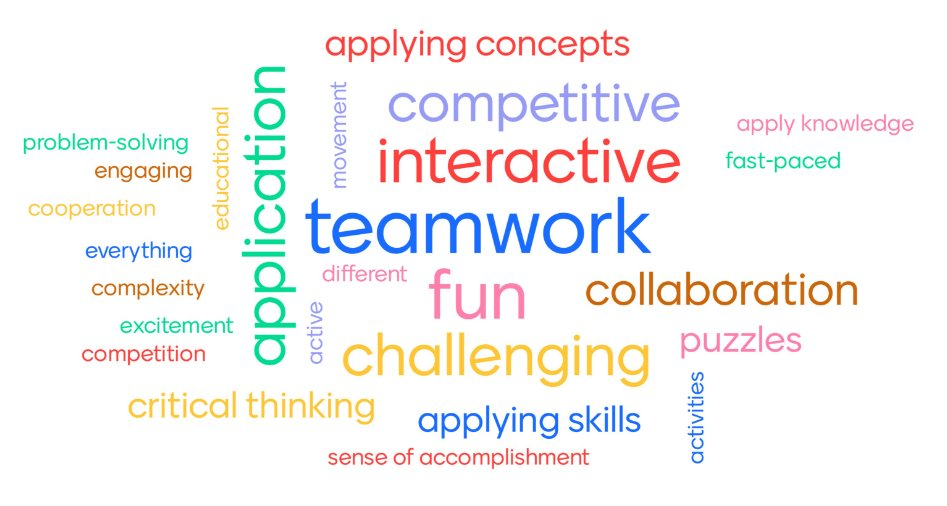 applying concepts
competitive
apply knowledge
interactive
fast-paced
problem-solving
engaging
educational
application
movement
cooperation
teamwork
everything
different
fun
collaboration
complexity
active
excitement
competition
challenging
puzzles
critical thinking
applying skills
activities
sense of accomplishment